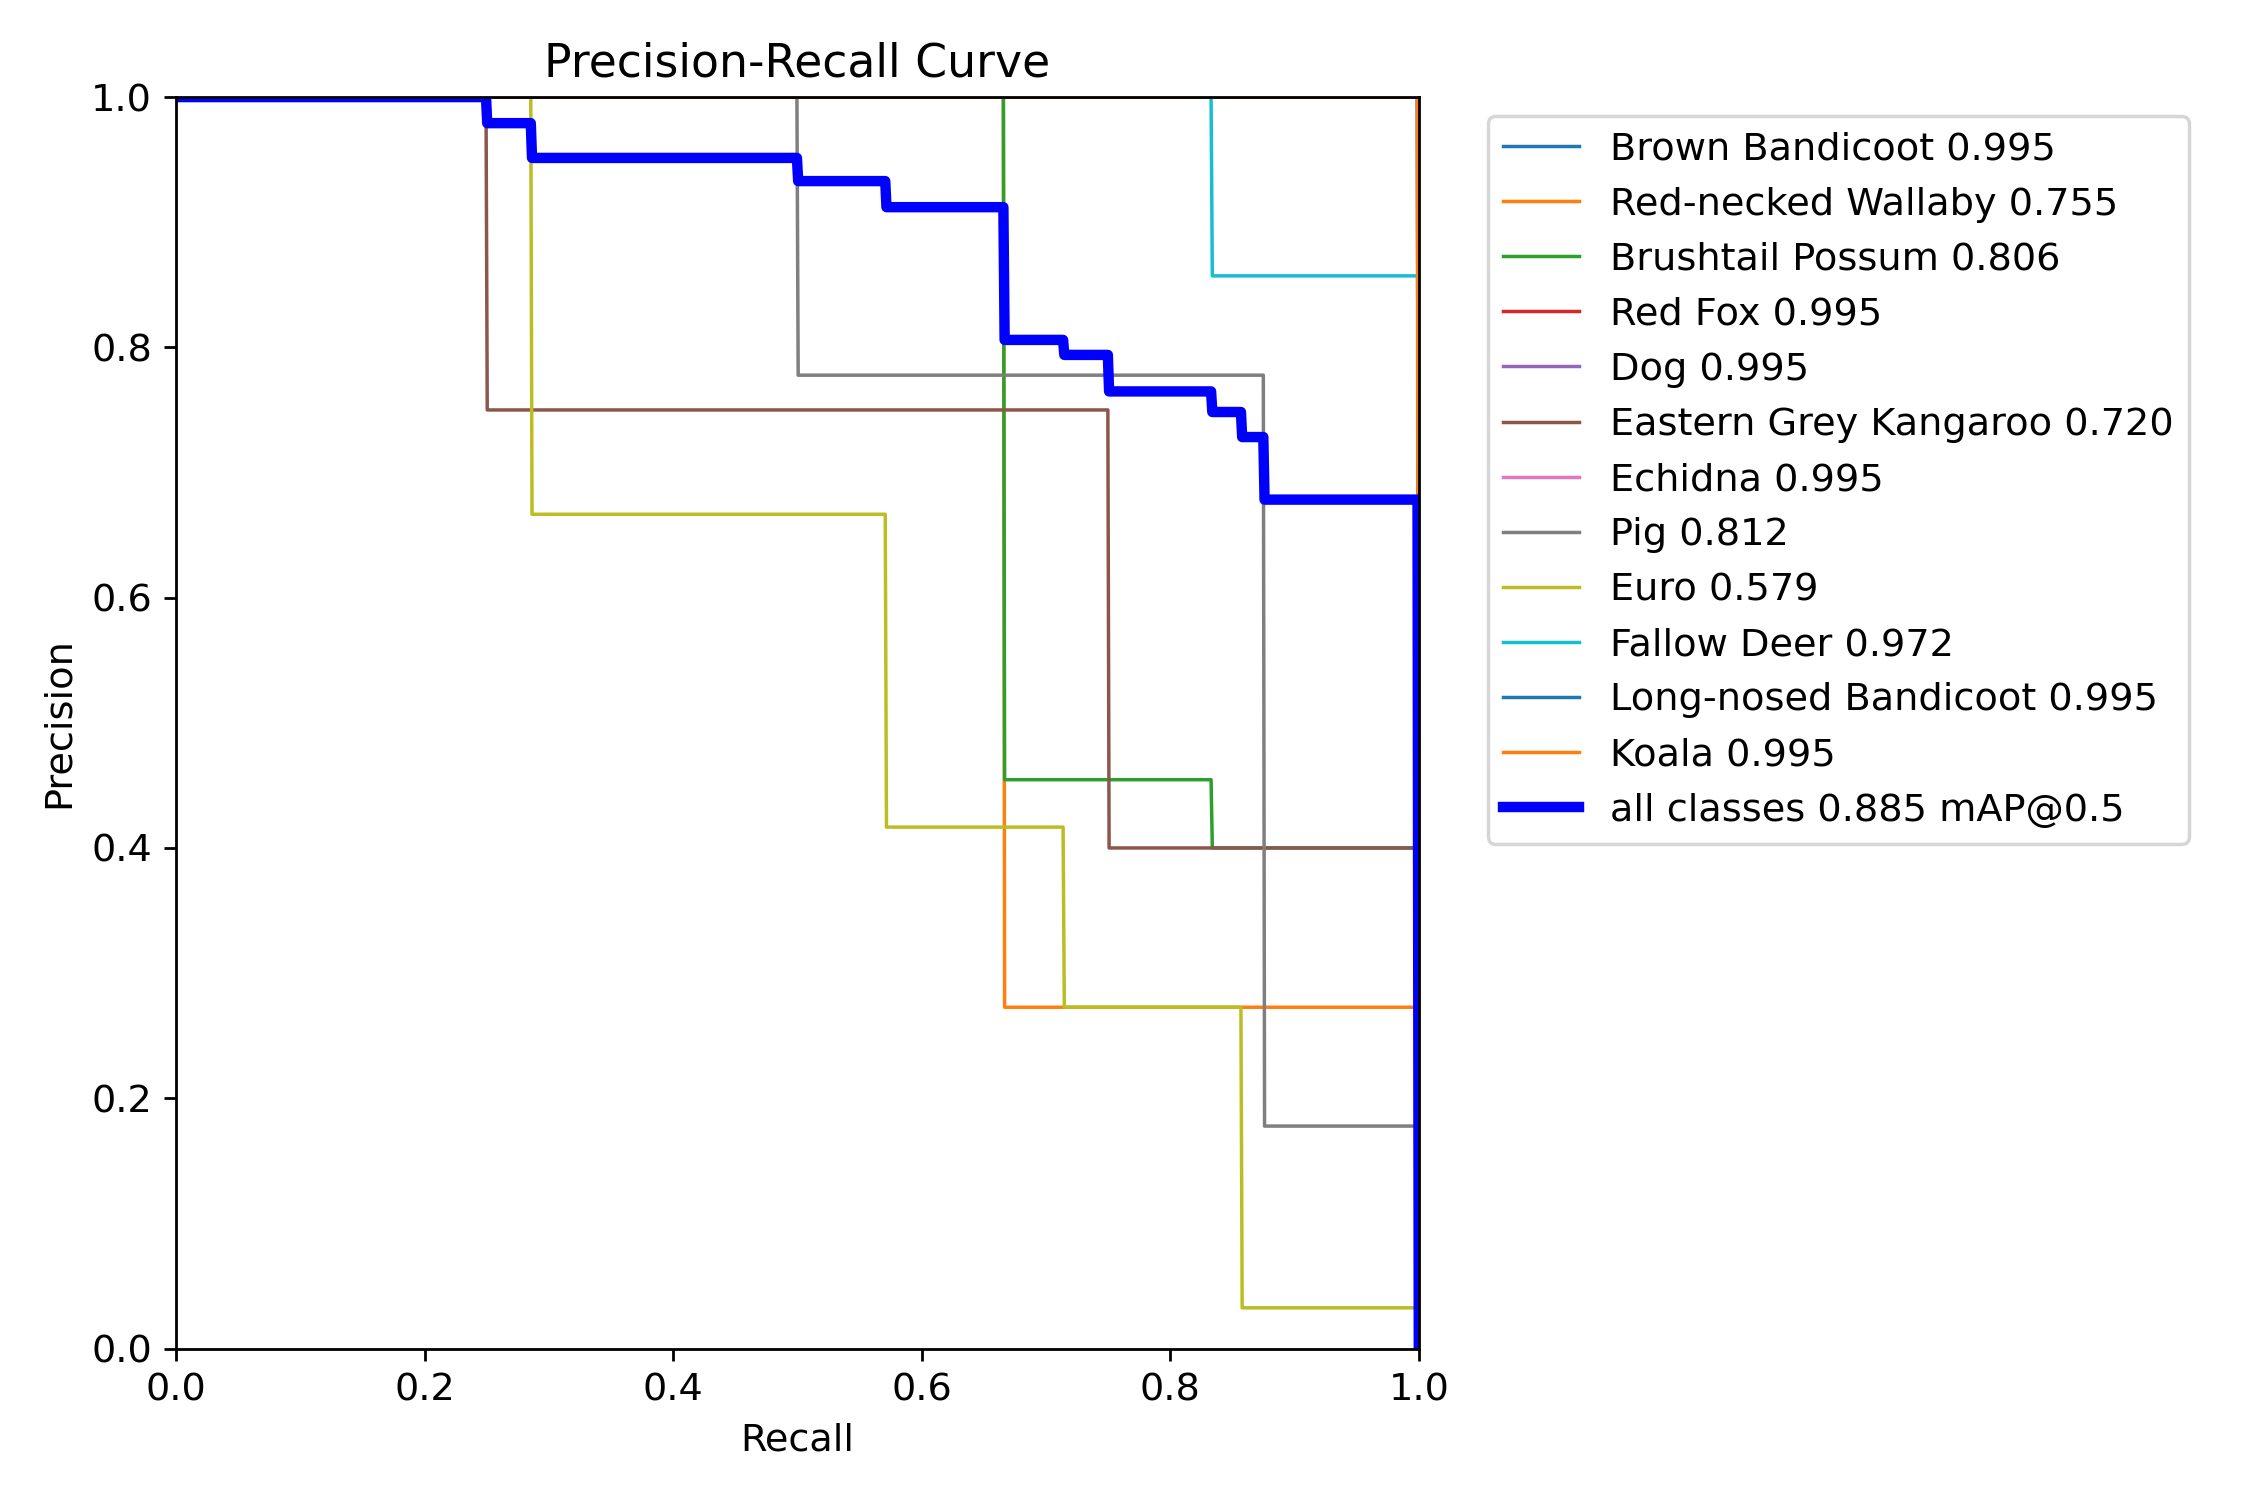 Precision-Recall Curve
1.0
0.8
0.6
0.4
0.2
0.0
Precision
0.0 0.2 0.4 0.6 0.8 1.0
Recall
Brown Bandicoot 0.995
Red-necked Wallaby 0.755
Brushtail Possum 0.806
Red Fox 0.995
Dog 0.995
Eastern Grey Kangaroo 0.720
Echidna 0.995
Pig 0.812
Euro 0.579
Fallow Deer 0.972
Long-nosed Bandicoot 0.995
Koala 0.995
all classes 0.885 mAP@0.5